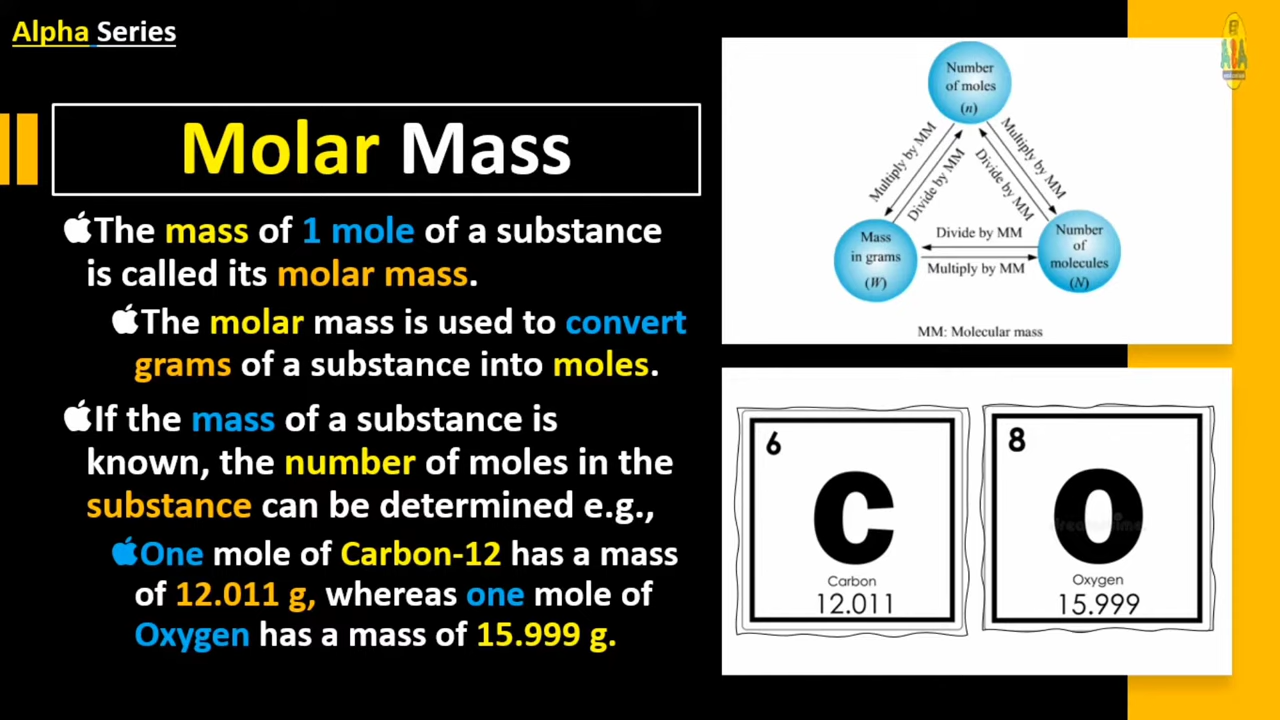 Alpha Series
Molar Mass
The mass of 1 mole of a substance
is called its molar mass.
The molar mass is used to convert
grams of a substance into moles.
If the mass of a substance is
known, the number of moles in the
substance can be determined e.g.,
One mole of Carbon-12 has a mass
of 12.011 g, whereas one mole of
Oxygen has a mass of 15.999 g.
Number
of moles
(n)
Multiply by MM
Divide by MM
Multiply by MM
Divide by MM
Mass
in grams
(W)
Divide by MM
Multiply by MM
Number
of
molecules
(N)
MM: Molecular mass
6
C
Carbon
12.011
8
O
Oxygen
15.999